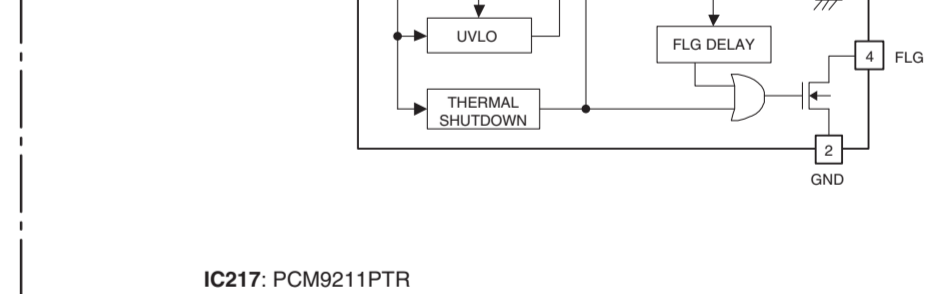 UVLO
FLG DELAY
4 FLG
THERMAL
SHUTDOWN
2
GND
IC217: PCM9211PTR